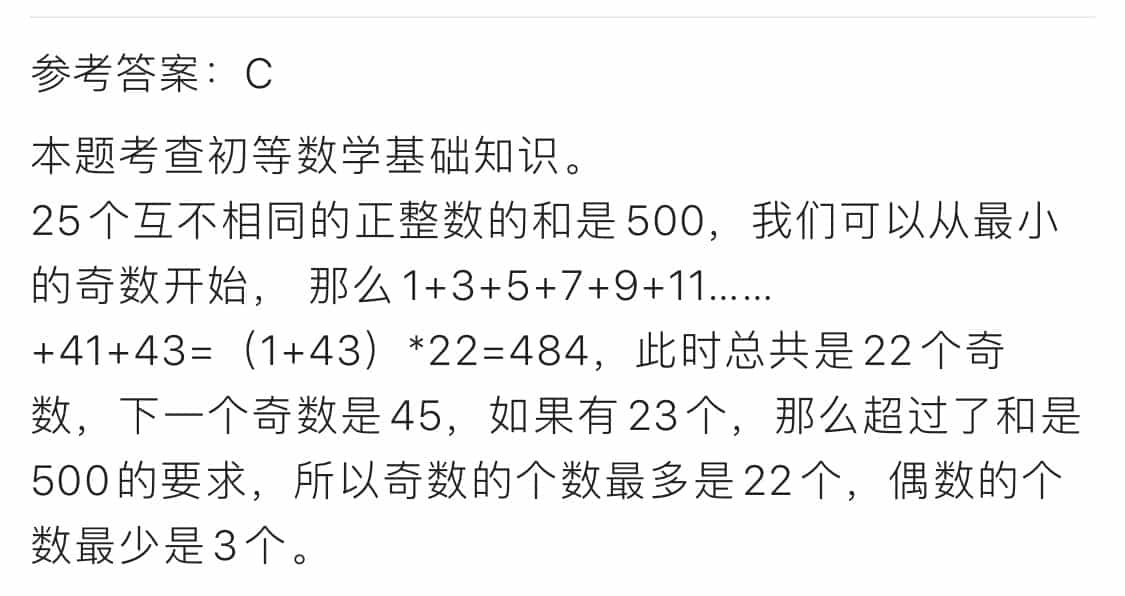 参考答案：C
本题考查初等数学基础知识。
25个互不相同的正整数的和是500，我们可以从最小
的奇数开始， 那么1+3+5+7+9+11……
+41+43=（1+43）*22=484，此时总共是22个奇
数，下一个奇数是45，如果有23个，那么超过了和是
500的要求，所以奇数的个数最多是22个，偶数的个
数最少是3个。